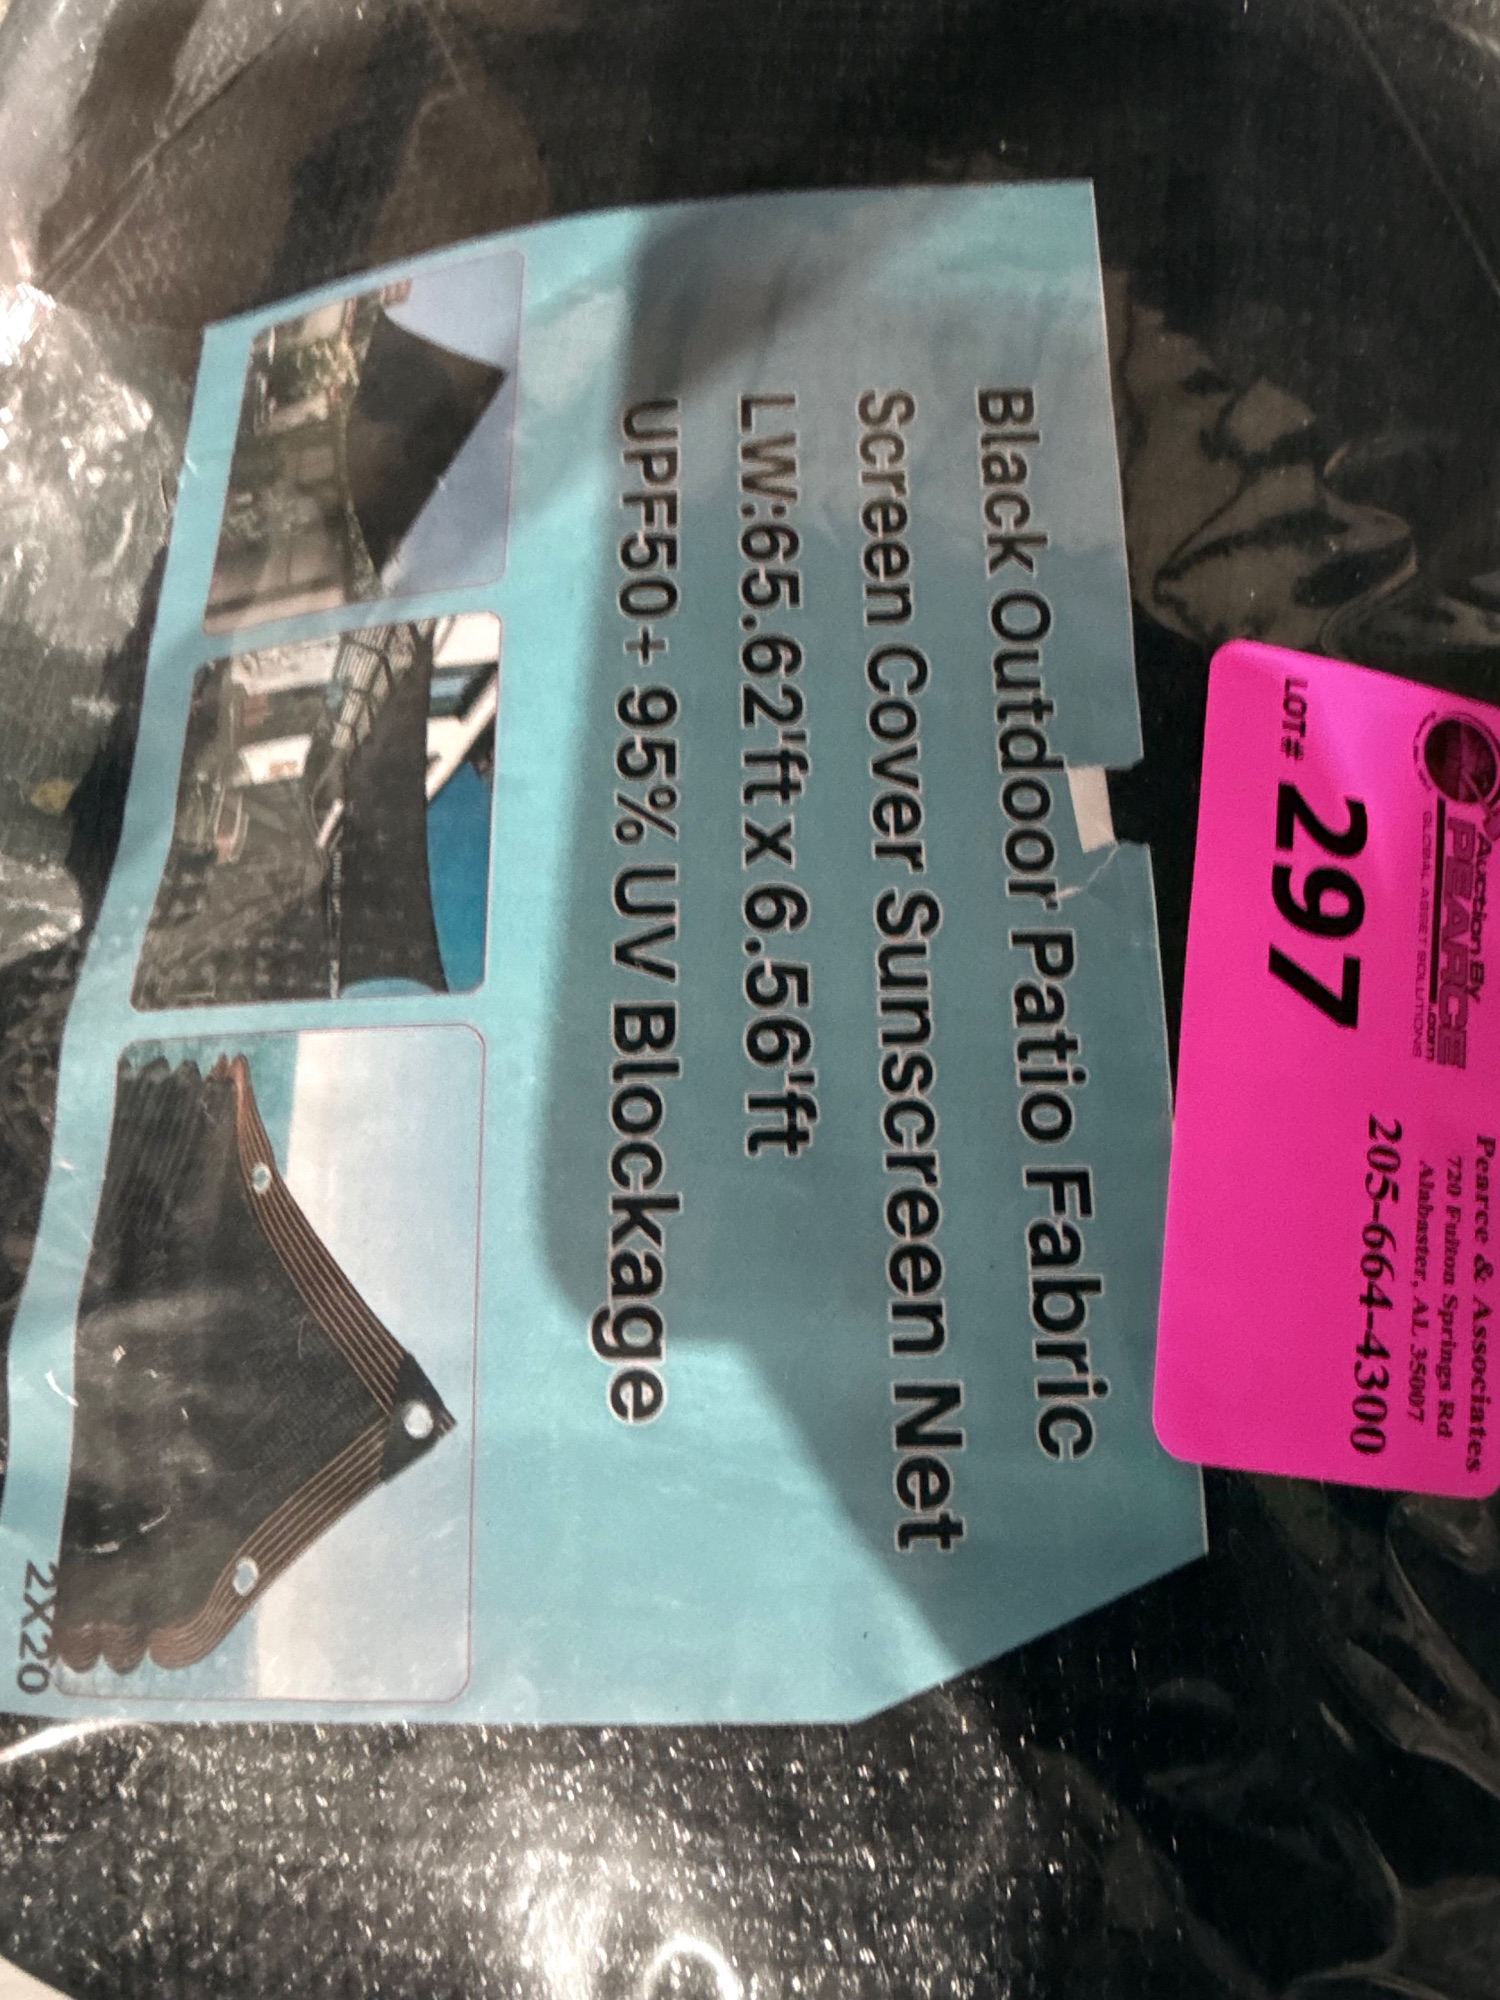 Auction By
PEARCE
.com
GLOBAL ASSET SOLUTIONS
LOT# 297
Pearce & Associates
720 Fulton Springs Rd
Alabaster, AL 35007
205-664-4300
Black Outdoor Patio Fabric
Screen Cover Sunscreen Net
LW:65.62'ft x 6.56'ft
UPF50+ 95% UV Blockage
2X20